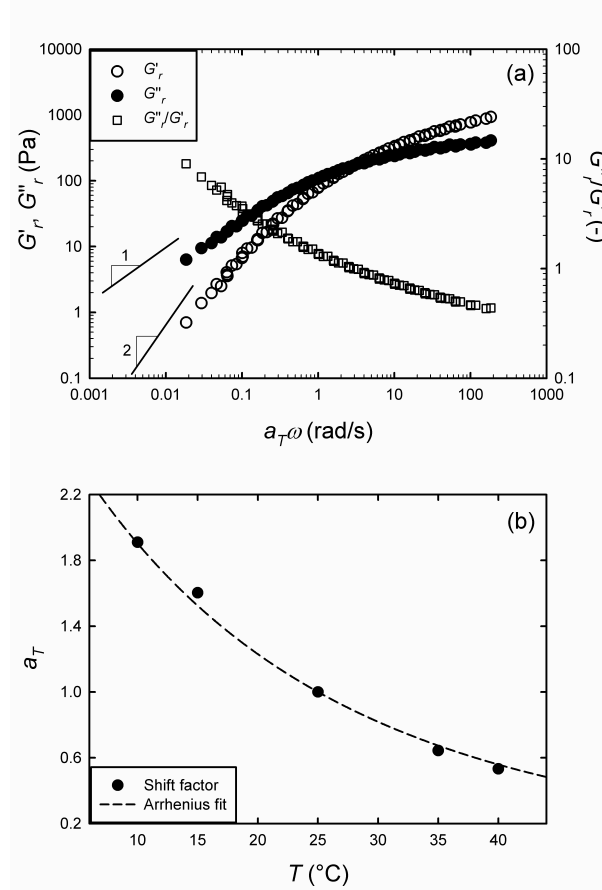 10000
1000
100
10
1
0.1
G'r, G''r (Pa)
G'r
G''r
G''r/G'r
(a)
1
2
100
10
1
0.1
G''r/G'r (-)
0.001 0.01 0.1 1 10 100 1000
aTω (rad/s)
2.2
1.8
1.4
1.0
0.6
0.2
aT
(b)
Shift factor
Arrhenius fit
10 15 20 25 30 35 40
T (°C)